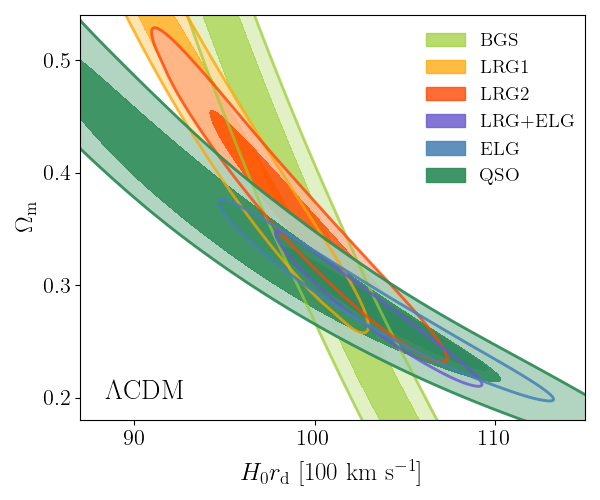 BGS
LRG1
LRG2
LRG+ELG
ELG
QSO
0.5
0.4
0.3
0.2
Ωm
ΛCDM
90
100
110
H₀r_d [100 km s⁻¹]